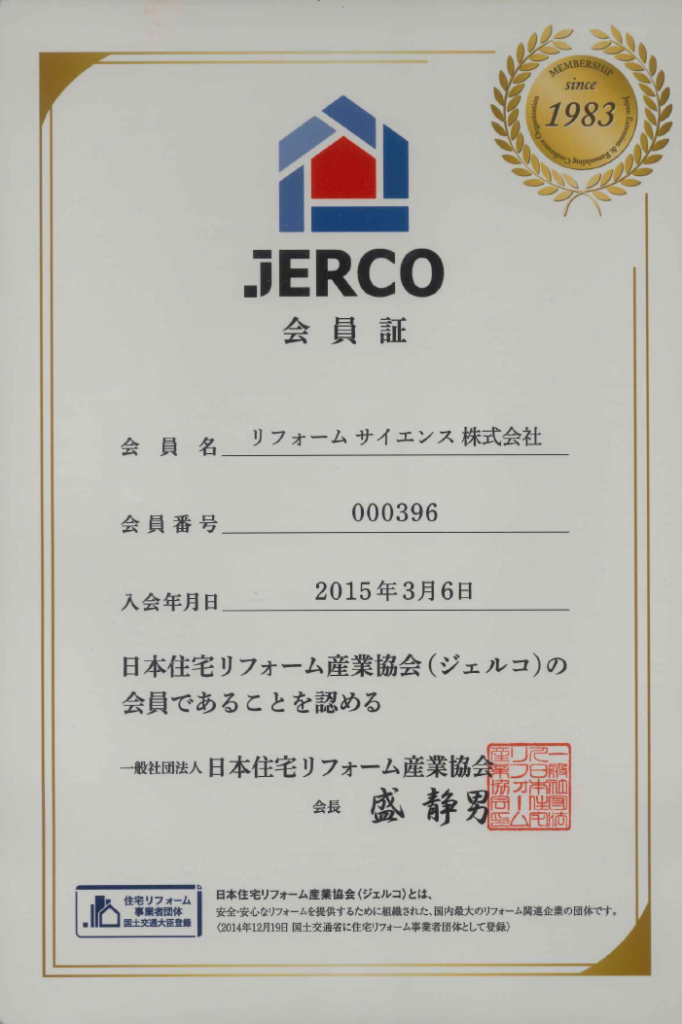 MEMBERSHIP
since
1983
Japan Extension & Remodeling Conference Organization
JERCO
会員証
会員名 リフォーム サイエンス 株式会社
会員番号 000396
入会年月日 2015年3月6日
日本住宅リフォーム産業協会(ジェルコ)の
会員であることを認める
一般社団法人 日本住宅リフォーム産業協会
会長 盛 静男
住宅リフォーム
事業者団体
国土交通大臣登録
日本住宅リフォーム産業協会〈ジェルコ〉とは、
安全・安心なリフォームを提供するために組織された、国内最大のリフォーム関連企業の団体です。
〈2014年12月19日 国土交通省に住宅リフォーム事業者団体として登録〉